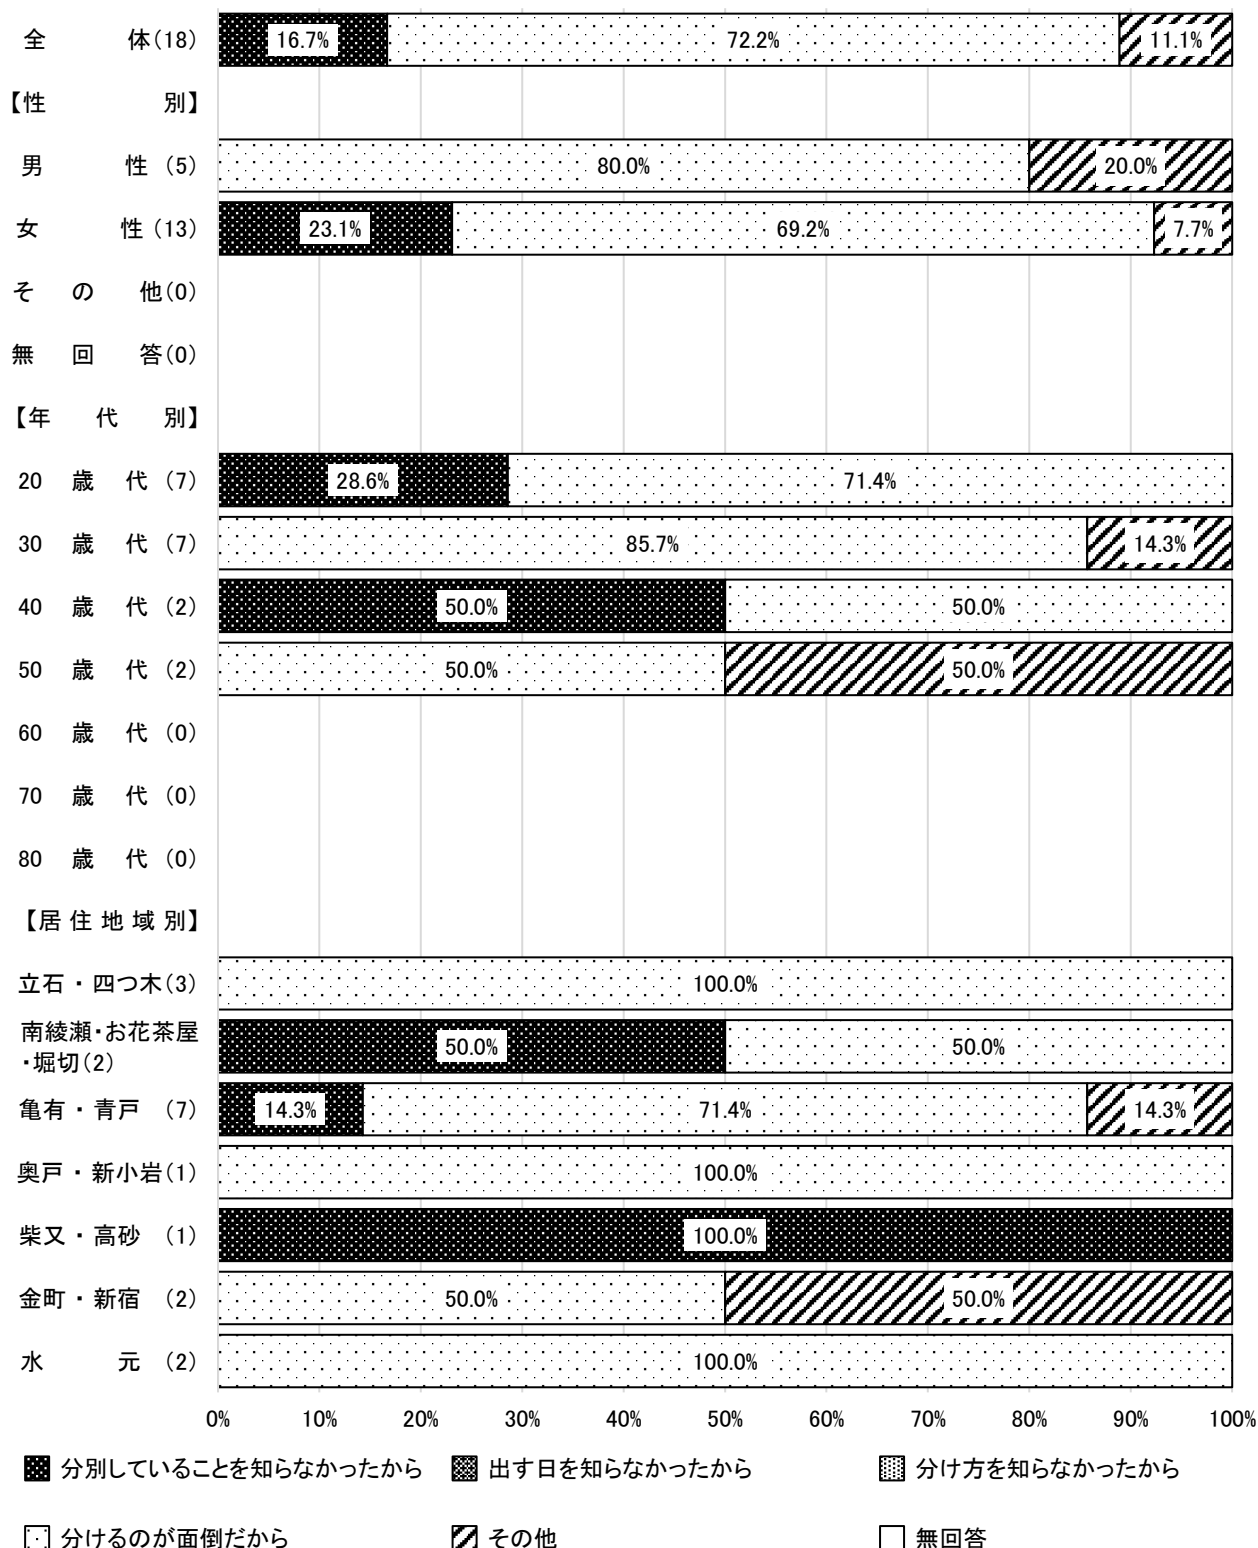 全 体(18) 16.7% 72.2% 11.1%
【性 別】
男 性 (5) 80.0% 20.0%
女 性 (13) 23.1% 69.2% 7.7%
そ の 他(0)
無 回 答(0)
【年 代 別】
20 歳 代 (7) 28.6% 71.4%
30 歳 代 (7) 85.7% 14.3%
40 歳 代 (2) 50.0% 50.0%
50 歳 代 (2) 50.0% 50.0%
60 歳 代 (0)
70 歳 代 (0)
80 歳 代 (0)
【居 住 地 域 別】
立石・四つ木(3) 100.0%
南綾瀬・お花茶屋
・堀切(2) 50.0% 50.0%
亀有・青戸 (7) 14.3% 71.4% 14.3%
奥戸・新小岩(1) 100.0%
柴又・高砂 (1) 100.0%
金町・新宿 (2) 50.0% 50.0%
水 元 (2) 100.0%
0% 10% 20% 30% 40% 50% 60% 70% 80% 90% 100%
分別していることを知らなかったから 出す日を知らなかったから 分け方を知らなかったから
分けるのが面倒だから その他 無回答